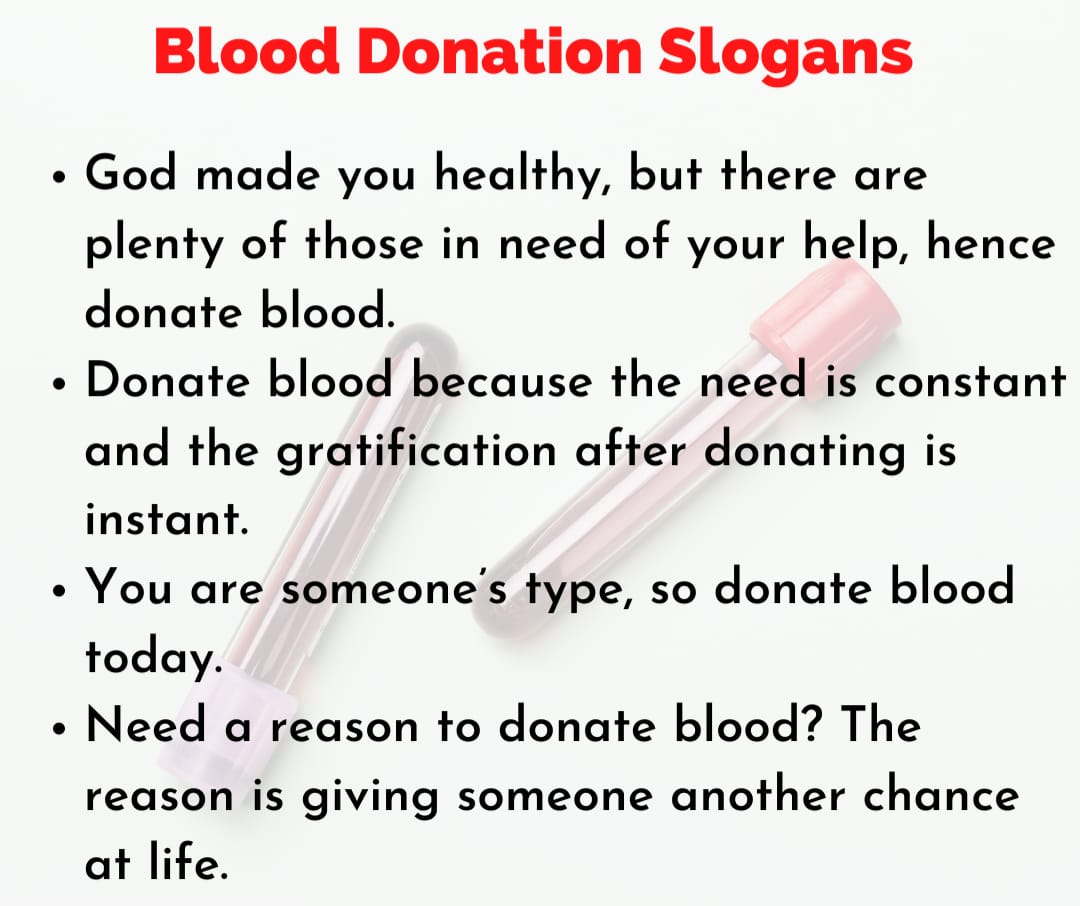 Blood Donation Slogans
• God made you healthy, but there are
plenty of those in need of your help, hence
donate blood.
• Donate blood because the need is constant
and the gratification after donating is
instant.
• You are someone's type, so donate blood
today.
• Need a reason to donate blood? The
reason is giving someone another chance
at life.